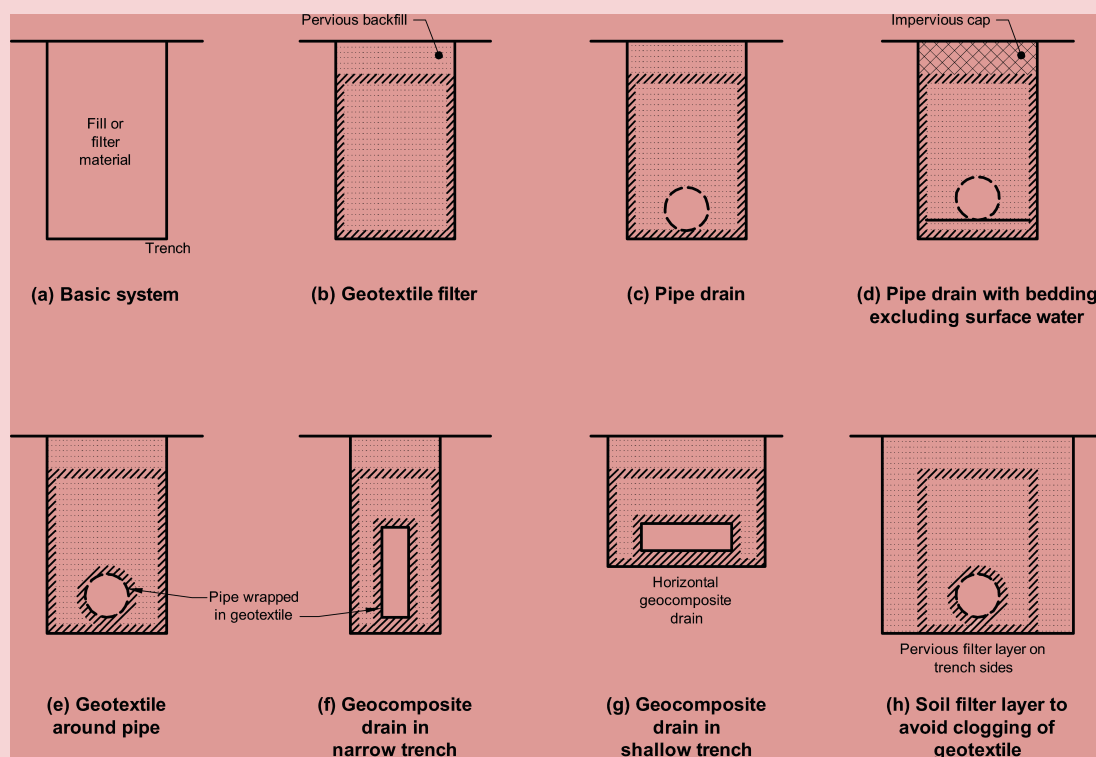 Pervious backfill
Impervious cap
Fill or
filter
material
Trench
(a) Basic system
(b) Geotextile filter
(c) Pipe drain
(d) Pipe drain with bedding
excluding surface water
Pipe wrapped
in geotextile
Horizontal
geocomposite
drain
Pervious filter layer on
trench sides
(e) Geotextile
around pipe
(f) Geocomposite
drain in
narrow trench
(g) Geocomposite
drain in
shallow trench
(h) Soil filter layer to
avoid clogging of
geotextile